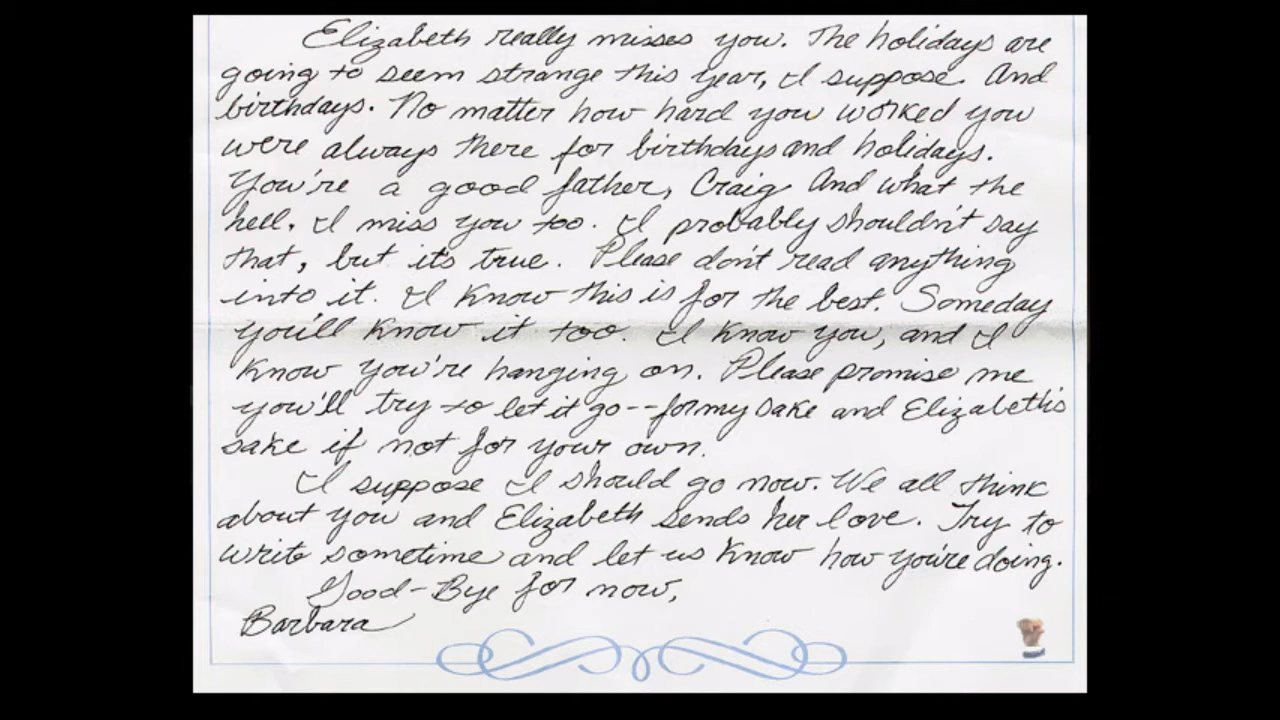 Elizabeth really misses you. The holidays are
going to seem strange this year, I suppose. And
birthdays. No matter how hard you worked you
were always there for birthdays and holidays.
You're a good father, Craig. And what the
hell. I miss you too. I probably shouldn't say
that, but it's true. Please don't read anything
into it. I know this is for the best. Someday
you'll know it too. I know you, and I
know you're hanging on. Please promise me
you'll try to let it go--for my sake and Elizabeth's
sake if not for your own.
I suppose I should go now. We all think
about you and Elizabeth sends her love. Try to
write sometime and let us know how you're doing.
Good-Bye for now,
Barbara